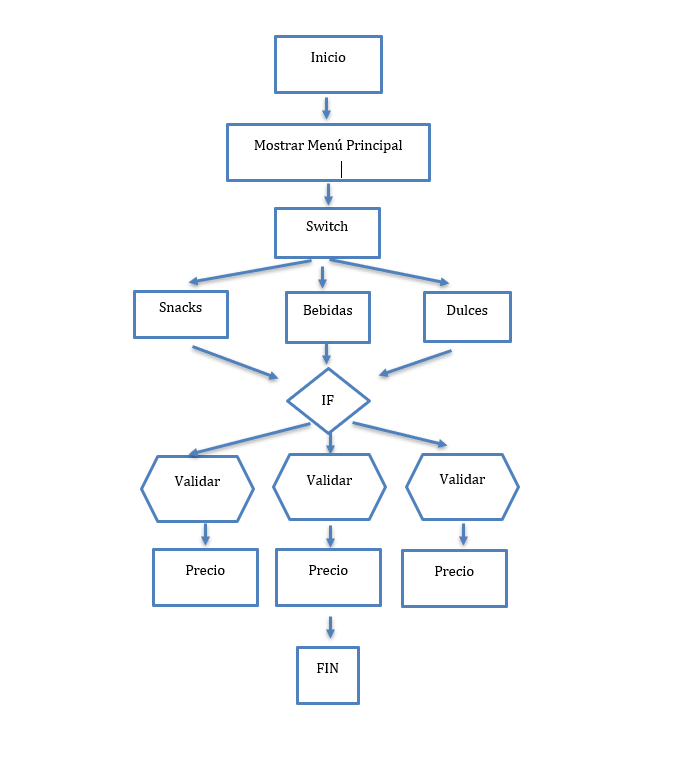 Inicio
Mostrar Menú Principal
Switch
Snacks
Bebidas
Dulces
IF
Validar
Validar
Validar
Precio
Precio
Precio
FIN